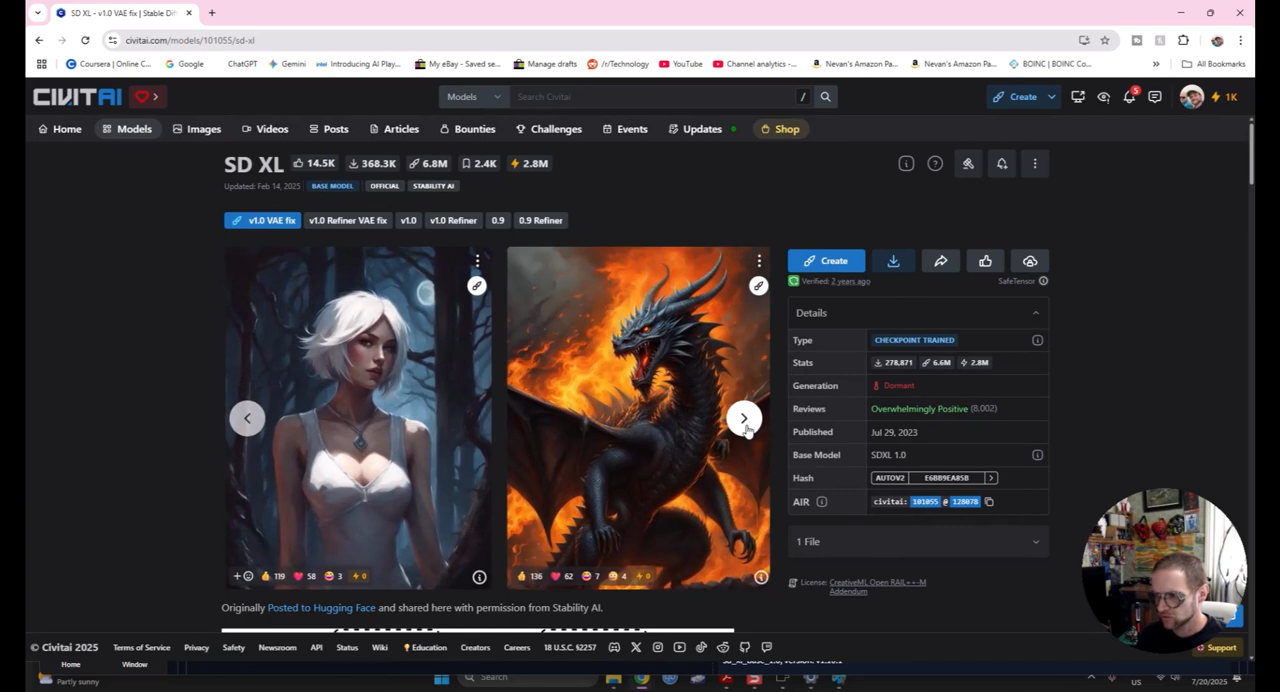 SD XL - v1.0 VAE fix | Stable Dif
civitai.com/models/101055/sd-xl
Coursera | Online C... Google ChatGPT Gemini Introducing AI Play... My eBay - Saved se... Manage drafts /r/Technology YouTube Channel analytics -... Nevan's Amazon Pa... Nevan's Amazon Pa... BOINC | BOINC Co... » All Bookmarks
CIVITAI Models Search Civitai / Create 5 1K
Home Models Images Videos Posts Articles Bounties Challenges Events Updates Shop
SD XL 14.5K 368.3K 6.8M 2.4K 2.8M
Updated: Feb 14, 2025 BASE MODEL OFFICIAL STABILITY AI
v1.0 VAE fix v1.0 Refiner VAE fix v1.0 v1.0 Refiner 0.9 0.9 Refiner
Create
Verified: 2 years ago SafeTensor
Details
Type CHECKPOINT TRAINED
Stats 278,871 6.6M 2.8M
Generation Dormant
Reviews Overwhelmingly Positive (8,002)
Published Jul 29, 2023
Base Model SDXL 1.0
Hash AUTOV2 E6BB9EA85B
AIR civitai: 101055 @ 128078
1 File
License: CreativeML Open RAIL++-M
Addendum
119 58 3 0
136 62 7 4 0
Originally Posted to Hugging Face and shared here with permission from Stability AI.
© Civitai 2025 Terms of Service Privacy Safety Newsroom API Status Wiki Education Creators Careers 18 U.S.C. §2257 Support
Home Window
Partly sunny Search US 7/20/2025